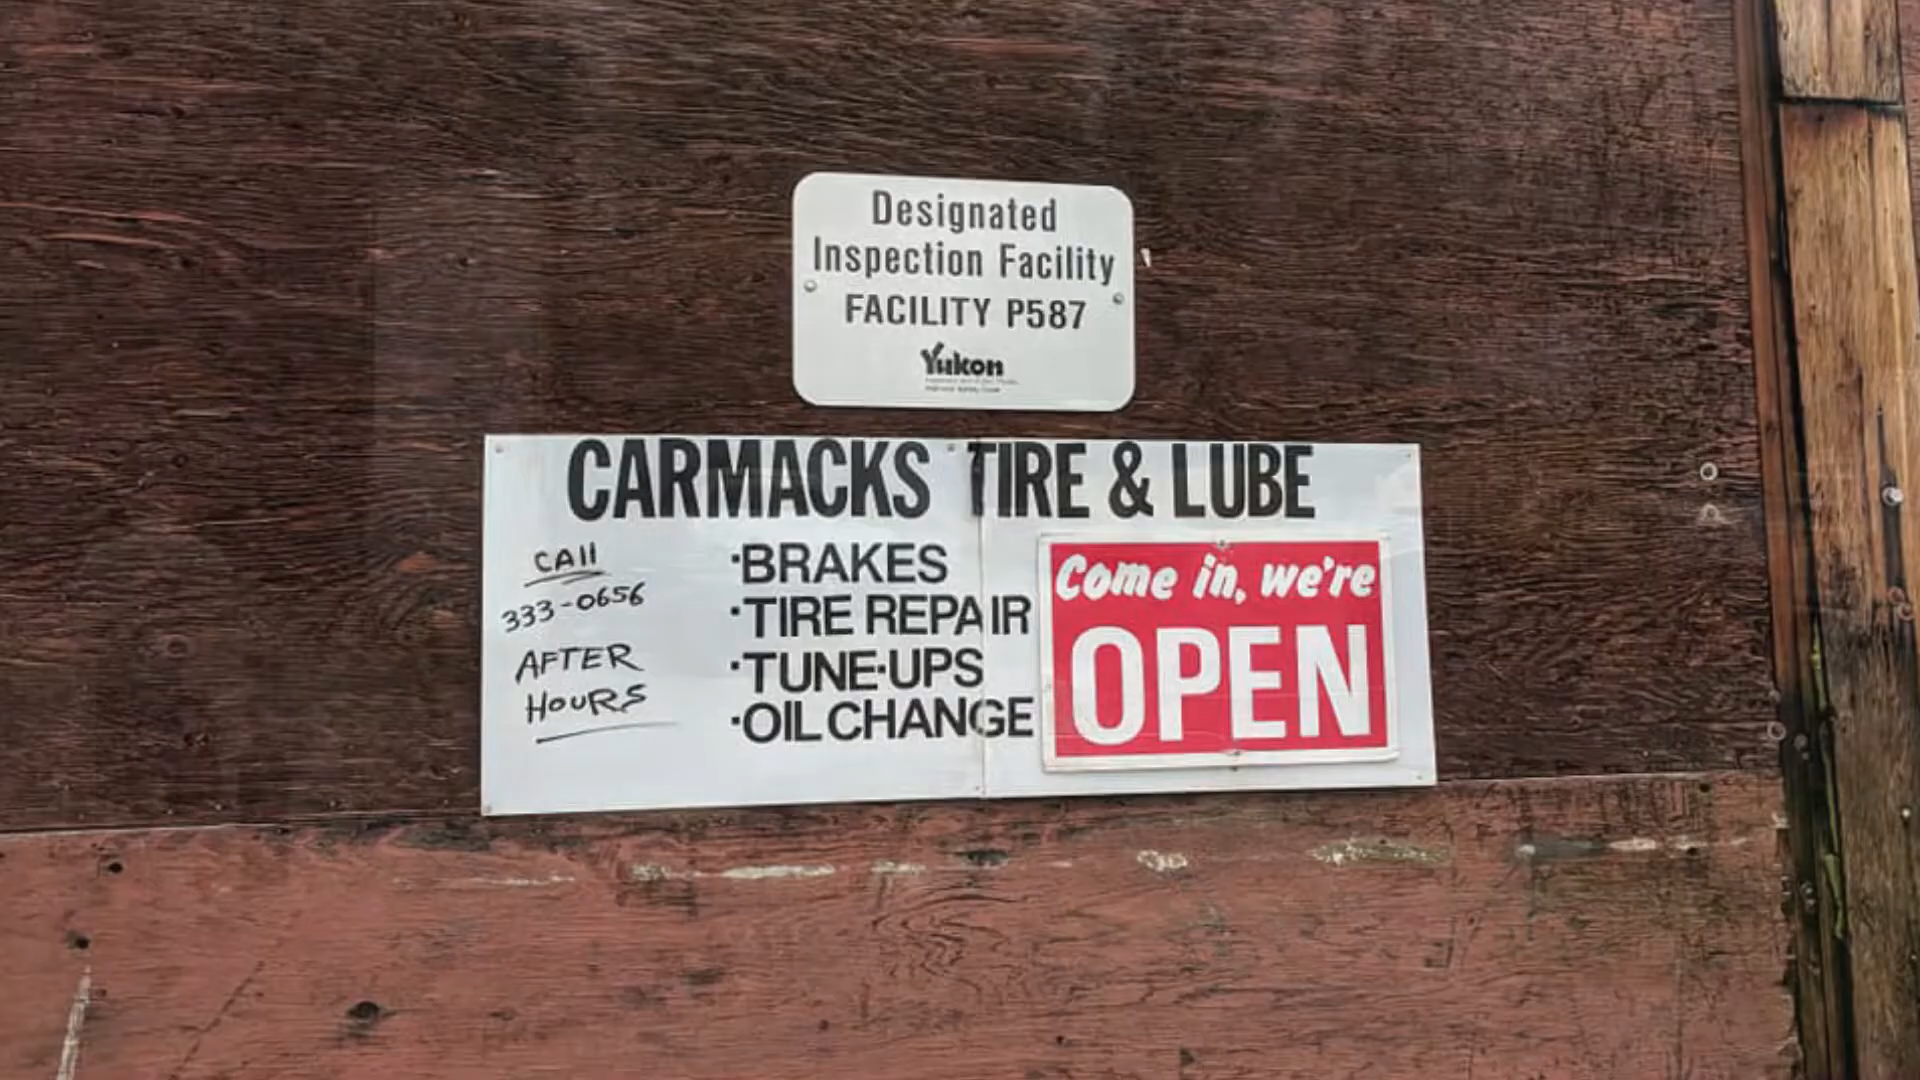 Designated
Inspection Facility
FACILITY P587
Yukon
CARMACKS TIRE & LUBE
CAll
333-0656
AFTER
HOURS
·BRAKES
·TIRE REPAIR
·TUNE-UPS
·OIL CHANGE
Come in, we're
OPEN